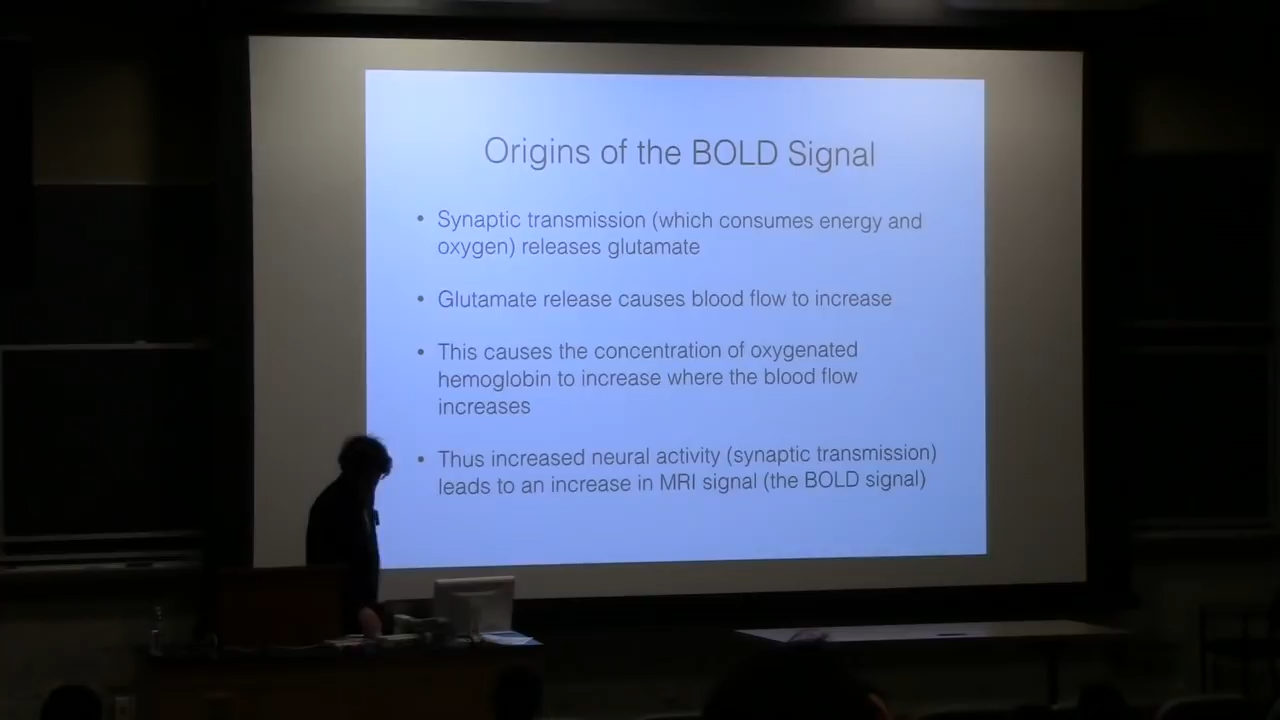 Origins of the BOLD Signal
• Synaptic transmission (which consumes energy and
oxygen) releases glutamate
• Glutamate release causes blood flow to increase
• This causes the concentration of oxygenated
hemoglobin to increase where the blood flow
increases
• Thus increased neural activity (synaptic transmission)
leads to an increase in MRI signal (the BOLD signal)